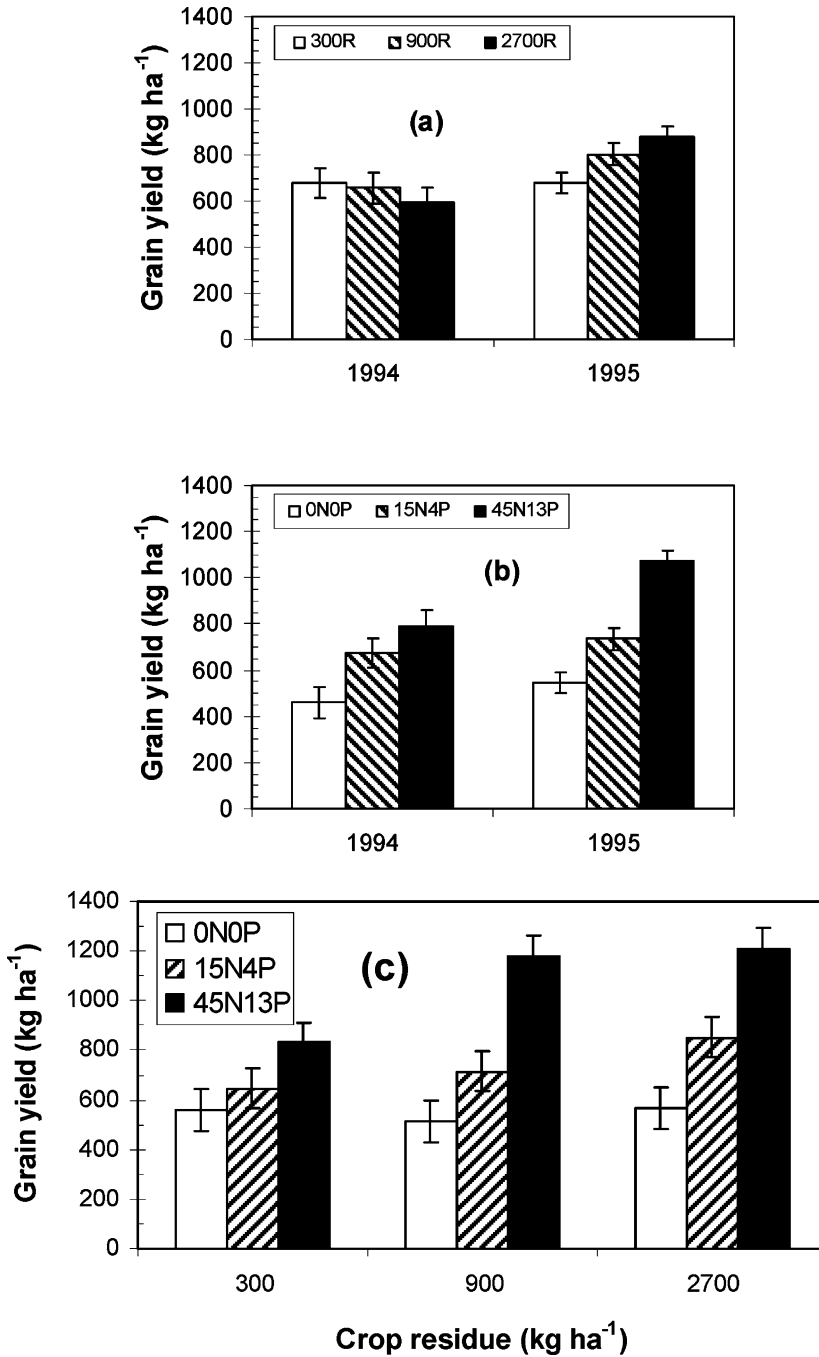 1400
1200
1000
800
600
400
200
0
Grain yield (kg ha⁻¹)
300R 900R 2700R
(a)
1994 1995
1400
1200
1000
800
600
400
200
0
Grain yield (kg ha⁻¹)
0N0P 15N4P 45N13P
(b)
1994 1995
1400
1200
1000
800
600
400
200
0
Grain yield (kg ha⁻¹)
0N0P
15N4P
45N13P
(c)
300 900 2700
Crop residue (kg ha⁻¹)